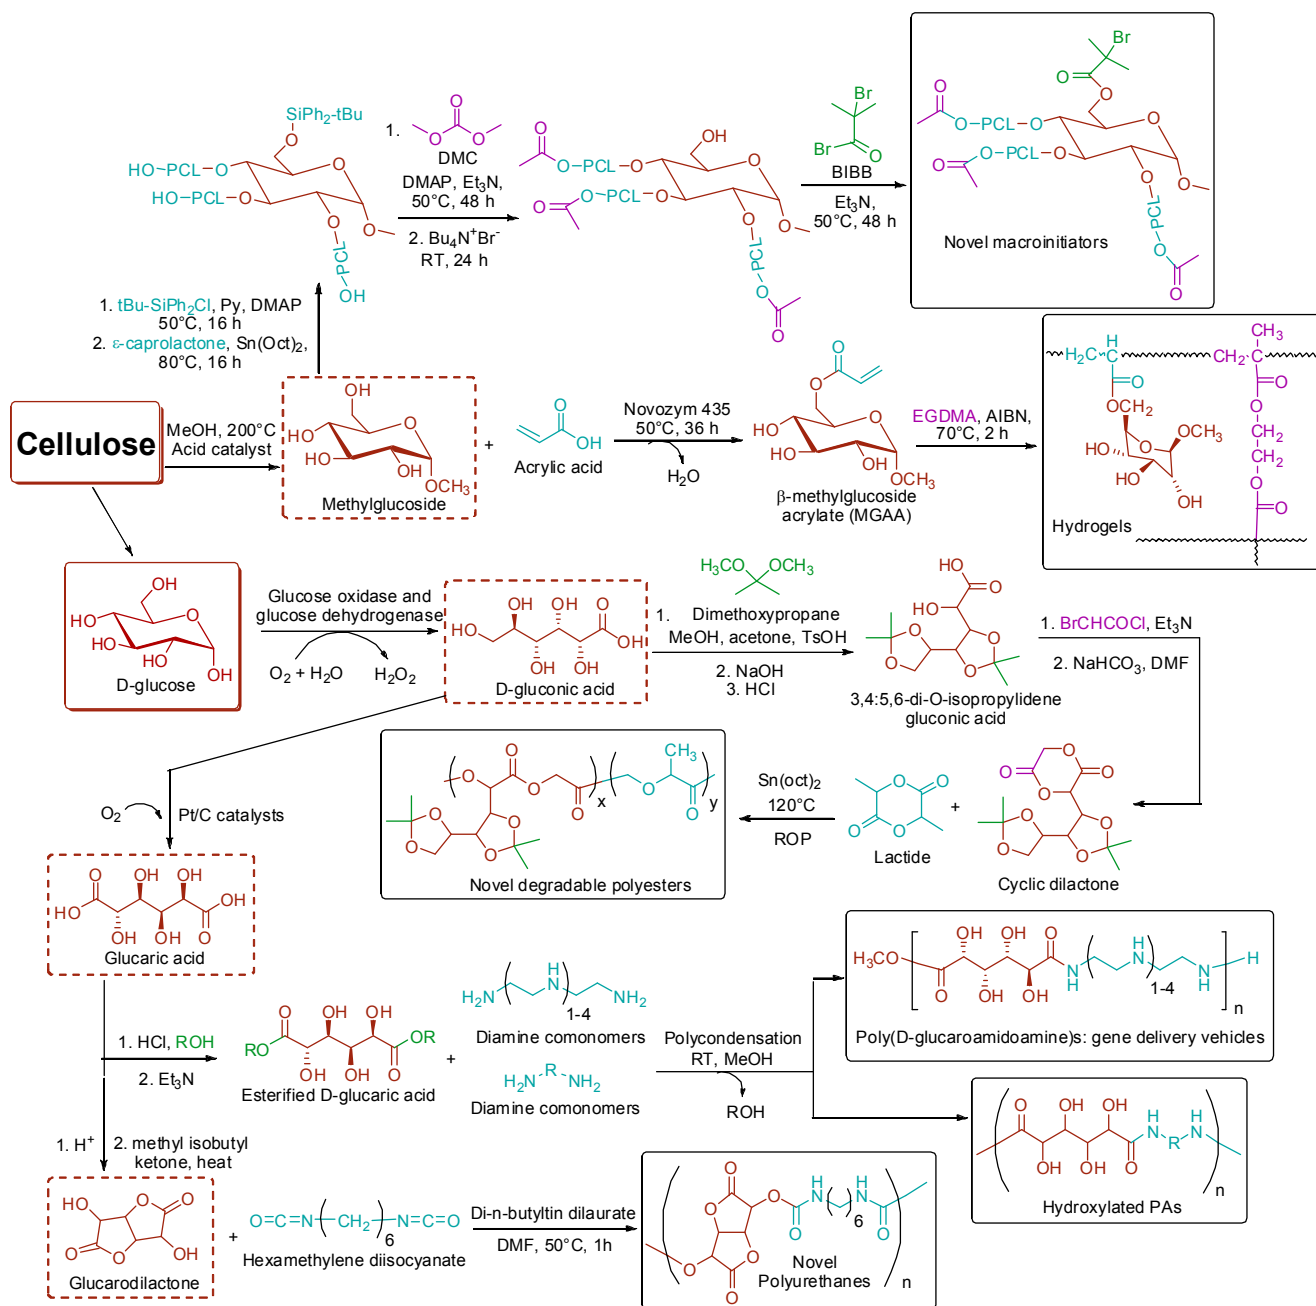 SiPh2-tBu
O
HO-PCL-O
HO-PCL-O
O
O
O
PCL
OH
1.
O
O
O
DMC
DMAP, Et3N,
50°C, 48 h
2. Bu4N+Br-
RT, 24 h
O
O-PCL-O
O
O-PCL-O
OH
O
O
O
PCL
O
O
Br
Br
O
BIBB
Et3N,
50°C, 48 h
Br
O
O
O
O-PCL-O
O
O-PCL-O
O
O
O
PCL
O
O
Novel macroinitiators
1. tBu-SiPh2Cl, Py, DMAP
50°C, 16 h
2. ε-caprolactone, Sn(Oct)2,
80°C, 16 h
Cellulose
MeOH, 200°C
Acid catalyst
OH
HO
HO
O
HO
OCH3
Methylglucoside
+
O
OH
Acrylic acid
Novozym 435
50°C, 36 h
H2O
O
O
HO
HO
O
HO
OCH3
β-methylglucoside
acrylate (MGAA)
EGDMA, AIBN,
70°C, 2 h
H2C
H
O
O
CH2
O
O
CH3
HO
HO
OH
CH3
CH2
O
O
CH2
CH2
O
O
Hydrogels
OH
HO
HO
O
HO
OH
D-glucose
Glucose oxidase and
glucose dehydrogenase
O2 + H2O
H2O2
OH OH O
HO
OH
OH OH
D-gluconic acid
H3CO OCH3
1. Dimethoxypropane
MeOH, acetone, TsOH
2. NaOH
3. HCl
HO
O
HO
O
O
O
O
3,4:5,6-di-O-isopropylidene
gluconic acid
1. BrCHCOCl, Et3N
2. NaHCO3, DMF
O
O
O
O
O
O
O
O
Cyclic dilactone
+
O
O
O
O
Lactide
Sn(oct)2
120°C
ROP
O
O
O
O
x
CH3
O
O
y
O
O
O
O
Novel degradable polyesters
O2
Pt/C catalysts
O OH OH OH
HO
OH OH O
Glucaric acid
1. HCl, ROH
2. Et3N
O OH OH OR
RO
OH OH O
Esterified D-glucaric acid
+
H2N
H
N
NH2
1-4
Diamine comonomers
H2N R NH2
Diamine comonomers
Polycondensation
RT, MeOH
ROH
H3CO
OH OH O
O
OH OH
N
H
H
N
N
H
H
1-4
n
Poly(D-glucaroamidoamine)s: gene delivery vehicles
O OH OH
H
N
R
H
N
OH OH O
n
Hydroxylated PAs
1. H+
2. methyl isobutyl
ketone, heat
HO
O
O
O
O
OH
Glucarodilactone
+
O=C=N
CH2
6
N=C=O
Hexamethylene diisocyanate
Di-n-butyltin dilaurate
DMF, 50°C, 1h
O
O
O
O
H
N
6
H
N
O
O
O
O
n
Novel
Polyurethanes